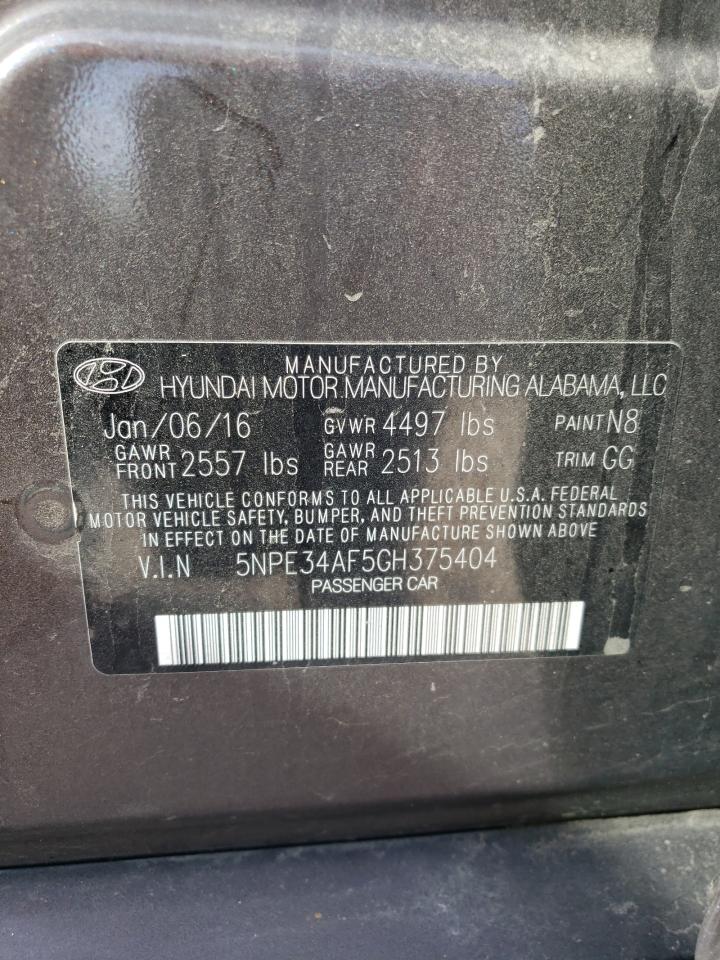 MANUFACTURED BY
HYUNDAI MOTOR MANUFACTURING ALABAMA, LLC
Jan/06/16 GVWR 4497 lbs PAINT N8
GAWR FRONT 2557 lbs GAWR REAR 2513 lbs TRIM GG
THIS VEHICLE CONFORMS TO ALL APPLICABLE U.S.A. FEDERAL
MOTOR VEHICLE SAFETY, BUMPER, AND THEFT PREVENTION STANDARDS
IN EFFECT ON THE DATE OF MANUFACTURE SHOWN ABOVE
V.I.N 5NPE34AF5GH375404
PASSENGER CAR